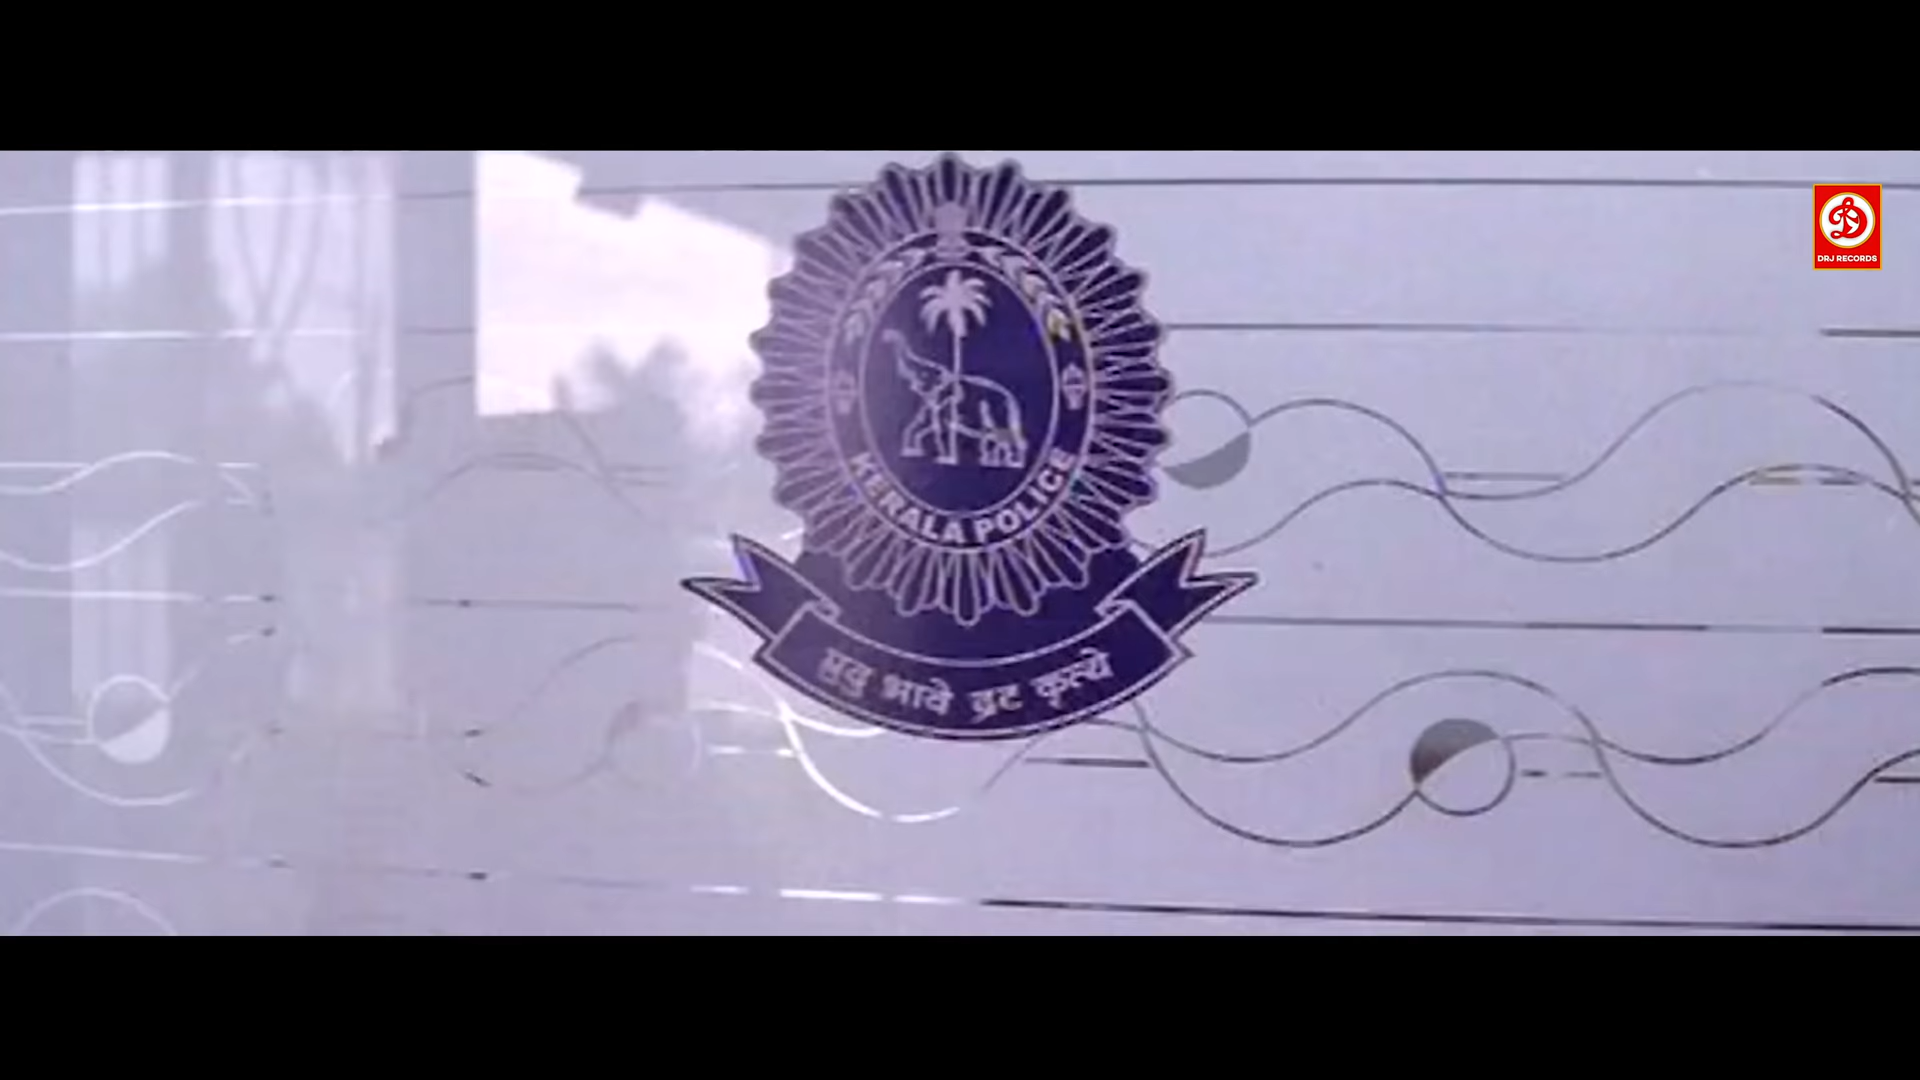 DRJ RECORDS
KERALA POLICE
मृदु भावे दृढ कृत्ये